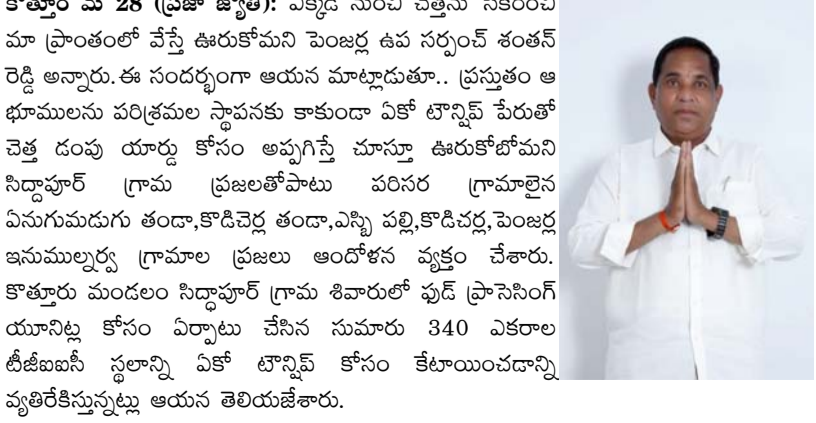 కొత్తూరు మే 28 (ప్రజా జ్యోతి): ఎక్కడి నుంచి చెత్తను సేకరించి
మా ప్రాంతంలో వేస్తే ఊరుకోమని పెంజర్ల ఉప సర్పంచ్ శంతన్
రెడ్డి అన్నారు.ఈ సందర్భంగా ఆయన మాట్లాడుతూ.. ప్రస్తుతం ఆ
భూములను పరిశ్రమల స్థాపనకు కాకుండా ఏకో టౌన్షిప్ పేరుతో
చెత్త డంపు యార్డు కోసం అప్పగిస్తే చూస్తూ ఊరుకోబోమని
సిద్దాపూర్ గ్రామ ప్రజలతోపాటు పరిసర గ్రామాలైన
ఏనుగుమడుగు తండా,కొడిచెర్ల తండా,ఎస్బి పల్లి,కొడిచర్ల,పెంజర్ల
ఇనుముల్నర్వ గ్రామాల ప్రజలు ఆందోళన వ్యక్తం చేశారు.
కొత్తూరు మండలం సిద్ధాపూర్ గ్రామ శివారులో ఫుడ్ ప్రాసెసింగ్
యూనిట్ల కోసం ఏర్పాటు చేసిన సుమారు 340 ఎకరాల
టీజీఐఐసీ స్థలాన్ని ఏకో టౌన్షిప్ కోసం కేటాయించడాన్ని
వ్యతిరేకిస్తున్నట్లు ఆయన తెలియజేశారు.